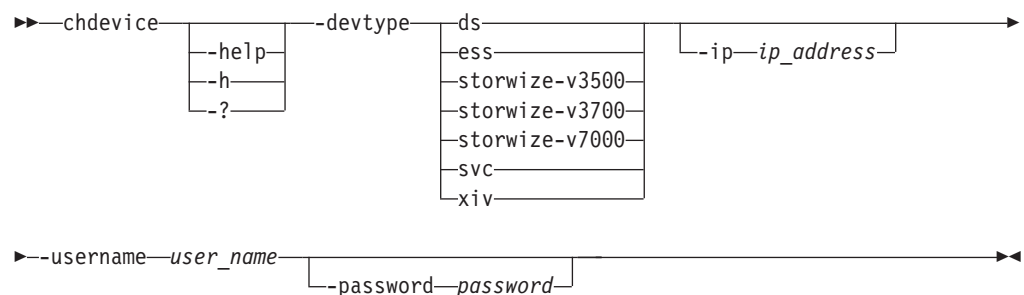 chdevice -devtype ds
-help ess -ip ip_address
-h storwize-v3500
-? storwize-v3700
storwize-v7000
svc
xiv
-username user_name
-password password